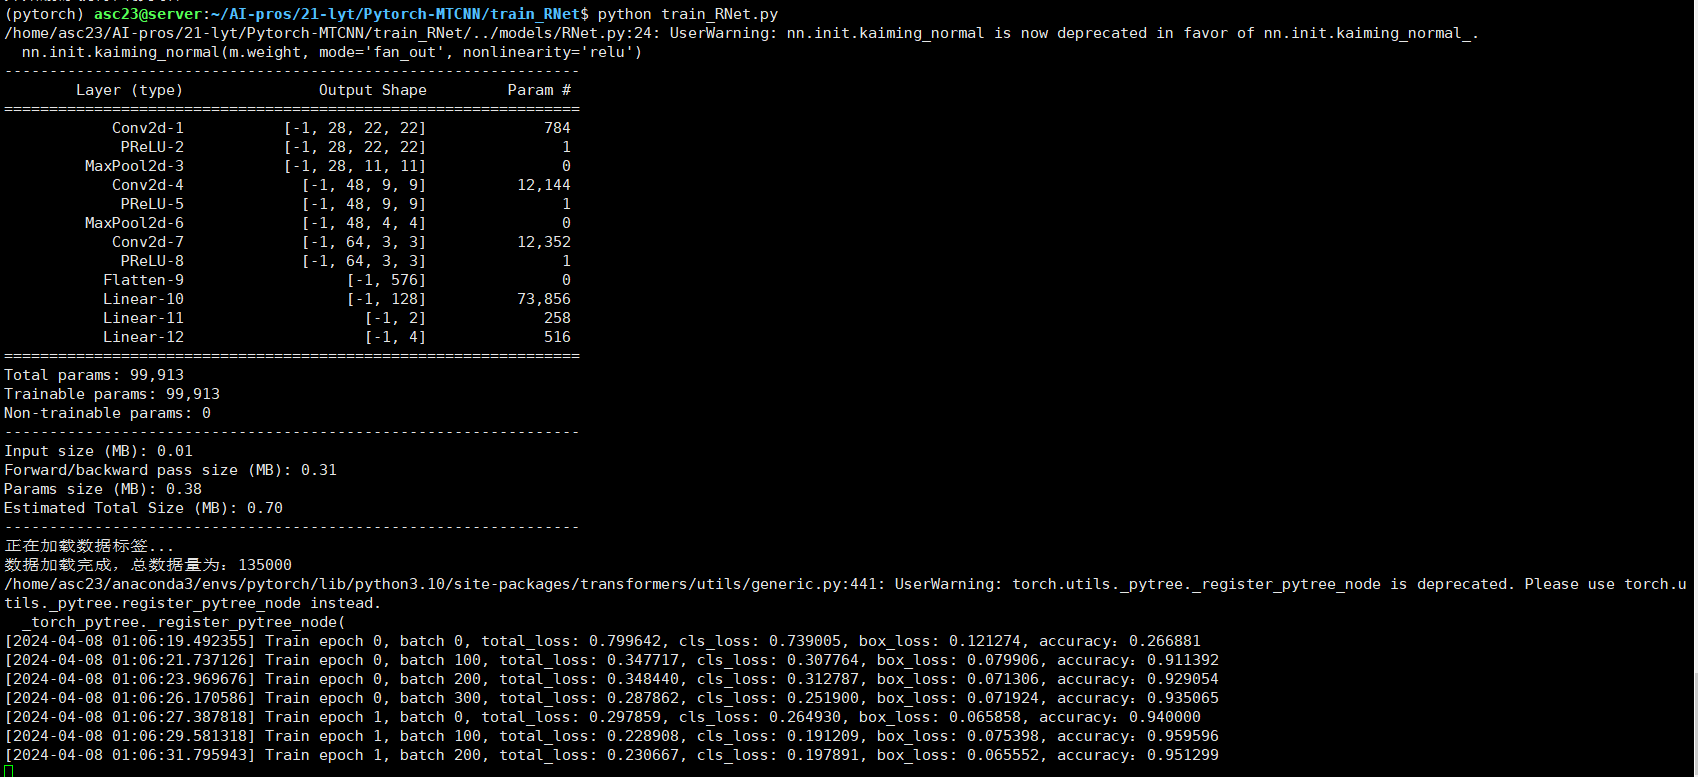 (pytorch) asc23@server:~/AI-pros/21-lyt/Pytorch-MTCNN/train_RNet$ python train_RNet.py
/home/asc23/AI-pros/21-lyt/Pytorch-MTCNN/train_RNet/../models/RNet.py:24: UserWarning: nn.init.kaiming_normal is now deprecated in favor of nn.init.kaiming_normal_.
  nn.init.kaiming_normal(m.weight, mode='fan_out', nonlinearity='relu')
----------------------------------------------------------------
        Layer (type)               Output Shape         Param #
================================================================
            Conv2d-1           [-1, 28, 22, 22]             784
             PReLU-2           [-1, 28, 22, 22]               1
         MaxPool2d-3           [-1, 28, 11, 11]               0
            Conv2d-4             [-1, 48, 9, 9]          12,144
             PReLU-5             [-1, 48, 9, 9]               1
         MaxPool2d-6             [-1, 48, 4, 4]               0
            Conv2d-7             [-1, 64, 3, 3]          12,352
             PReLU-8             [-1, 64, 3, 3]               1
           Flatten-9                  [-1, 576]               0
           Linear-10                  [-1, 128]          73,856
           Linear-11                    [-1, 2]             258
           Linear-12                    [-1, 4]             516
================================================================
Total params: 99,913
Trainable params: 99,913
Non-trainable params: 0
----------------------------------------------------------------
Input size (MB): 0.01
Forward/backward pass size (MB): 0.31
Params size (MB): 0.38
Estimated Total Size (MB): 0.70
----------------------------------------------------------------
正在加载数据标签...
数据加载完成，总数据量为：135000
/home/asc23/anaconda3/envs/pytorch/lib/python3.10/site-packages/transformers/utils/generic.py:441: UserWarning: torch.utils._pytree._register_pytree_node is deprecated. Please use torch.u
tils._pytree.register_pytree_node instead.
  _torch_pytree._register_pytree_node(
[2024-04-08 01:06:19.492355] Train epoch 0, batch 0, total_loss: 0.799642, cls_loss: 0.739005, box_loss: 0.121274, accuracy：0.266881
[2024-04-08 01:06:21.737126] Train epoch 0, batch 100, total_loss: 0.347717, cls_loss: 0.307764, box_loss: 0.079906, accuracy：0.911392
[2024-04-08 01:06:23.969676] Train epoch 0, batch 200, total_loss: 0.348440, cls_loss: 0.312787, box_loss: 0.071306, accuracy：0.929054
[2024-04-08 01:06:26.170586] Train epoch 0, batch 300, total_loss: 0.287862, cls_loss: 0.251900, box_loss: 0.071924, accuracy：0.935065
[2024-04-08 01:06:27.387818] Train epoch 1, batch 0, total_loss: 0.297859, cls_loss: 0.264930, box_loss: 0.065858, accuracy：0.940000
[2024-04-08 01:06:29.581318] Train epoch 1, batch 100, total_loss: 0.228908, cls_loss: 0.191209, box_loss: 0.075398, accuracy：0.959596
[2024-04-08 01:06:31.795943] Train epoch 1, batch 200, total_loss: 0.230667, cls_loss: 0.197891, box_loss: 0.065552, accuracy：0.951299